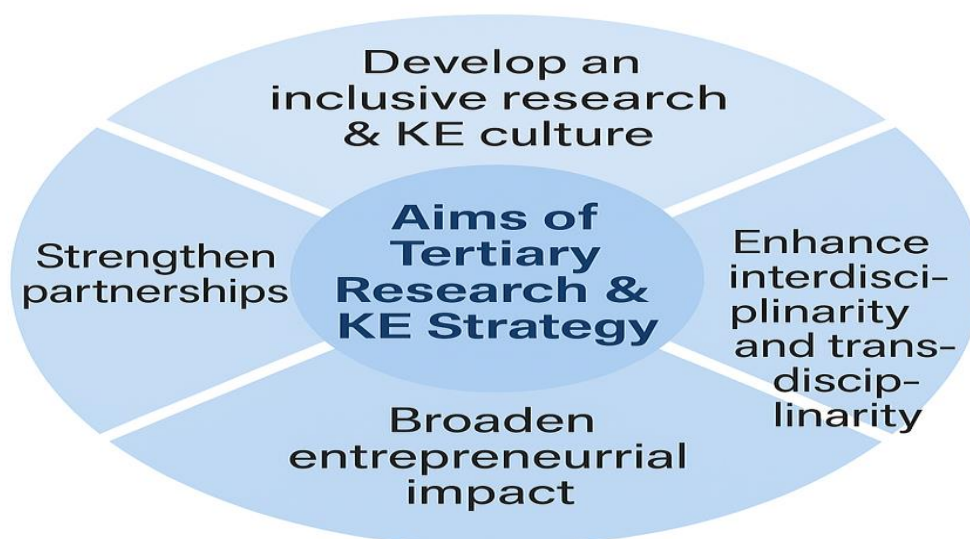 Develop an
inclusive research
& KE culture
Aims of
Tertiary
Research &
KE Strategy
Strengthen
partnerships
Enhance
interdisci-
plinarity
and trans-
discip-
linarity
Broaden
entrepreneurrial
impact